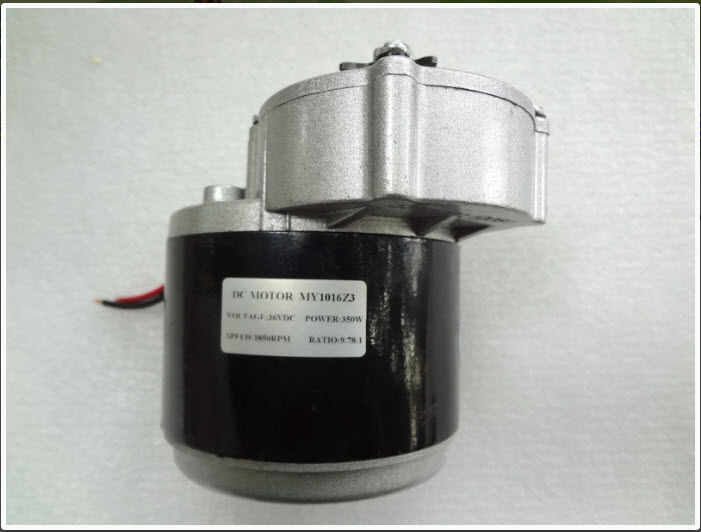 DC MOTOR MY1016Z3
VOLTAGE:36VDC POWER:350W
SPEED:3850RPM RATIO:9.78:1